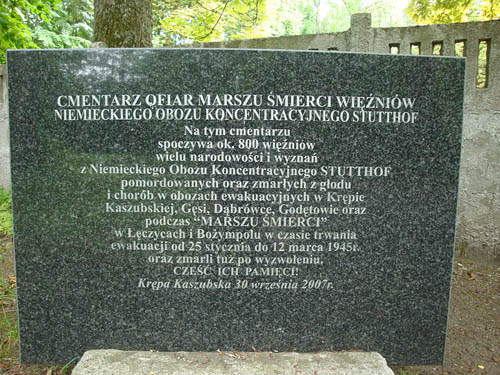 CMENTARZ OFIAR MARSZU ŚMIERCI WIĘŹNIÓW
NIEMIECKIEGO OBOZU KONCENTRACYJNEGO STUTTHOF
Na tym cmentarzu
spoczywa ok. 800 więźniów
wielu narodowości i wyznań
z Niemieckiego Obozu Koncentracyjnego STUTTHOF
pomordowanych oraz zmarłych z głodu
i chorób w obozach ewakuacyjnych w Krępie
Kaszubskiej, Gęsi, Dąbrówce, Godętowie oraz
podczas "MARSZU ŚMIERCI"
w Łęczycach i Bożympolu w czasie trwania
ewakuacji od 25 stycznia do 12 marca 1945r.
oraz zmarli tuż po wyzwoleniu.
CZEŚĆ ICH PAMIĘCI!
Krępa Kaszubska 30 września 2007r.